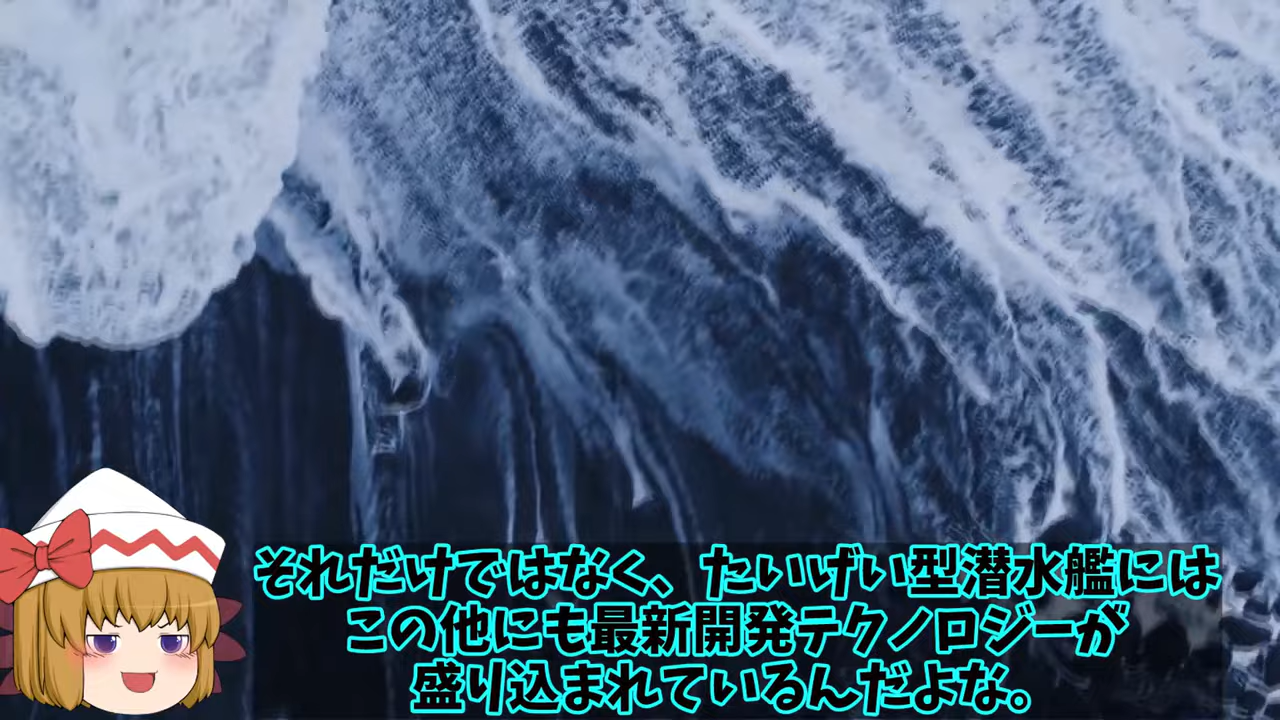 それだけではなく、たいげい型潜水艦には
この他にも最新開発テクノロジーが
盛り込まれているんだよな。